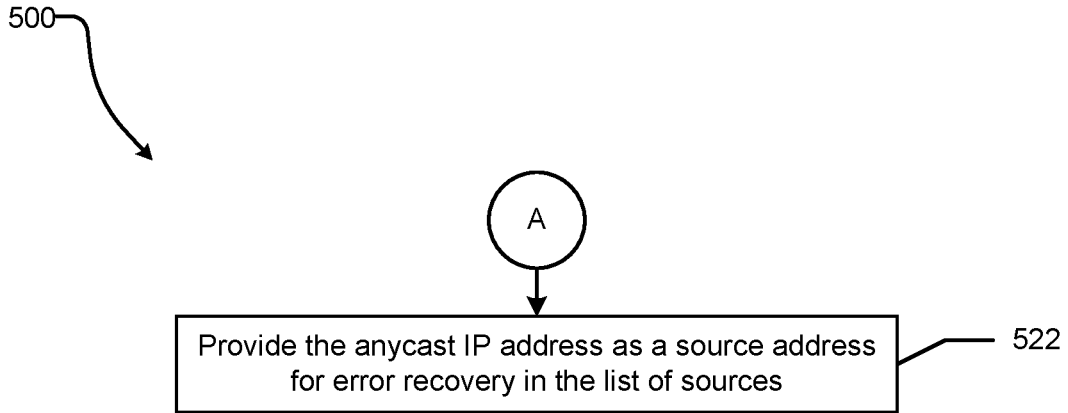 500
A
Provide the anycast IP address as a source address
for error recovery in the list of sources
522